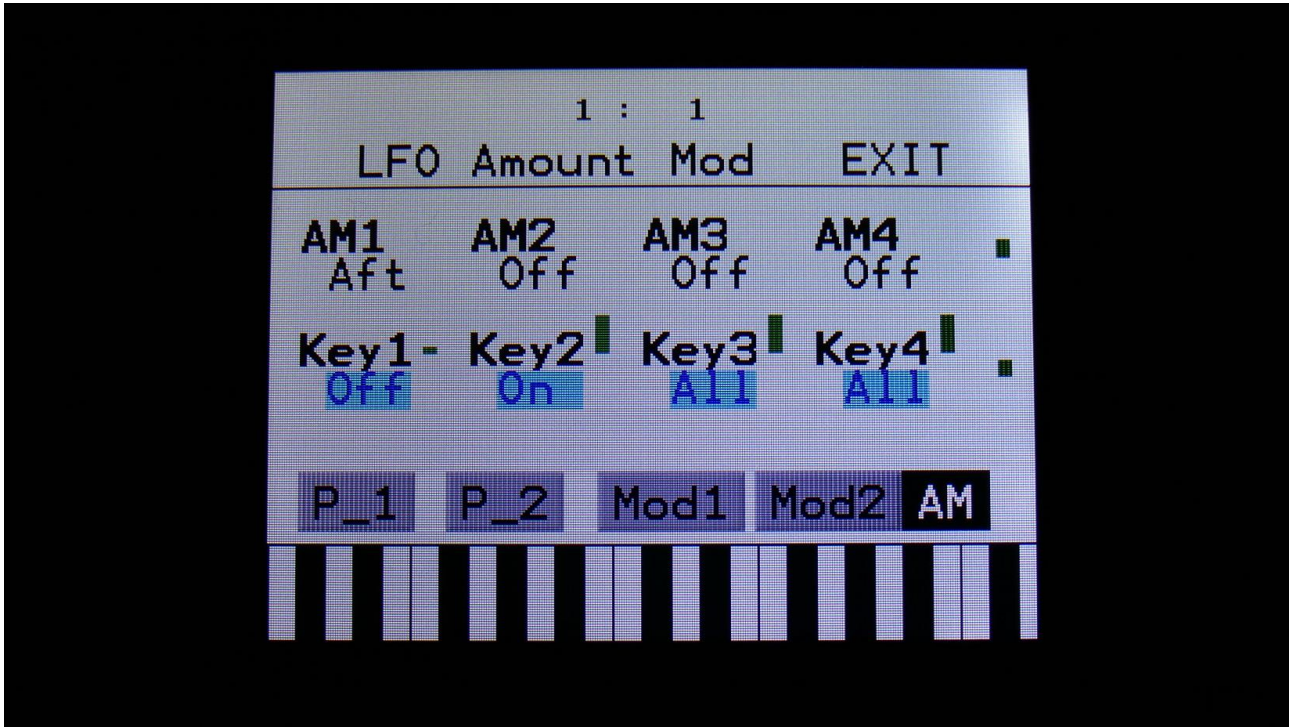 1 : 1
LFO Amount Mod EXIT
AM1 AM2 AM3 AM4
Aft Off Off Off
Key1 Key2 Key3 Key4
Off On All All
P_1 P_2 Mod1 Mod2 AM